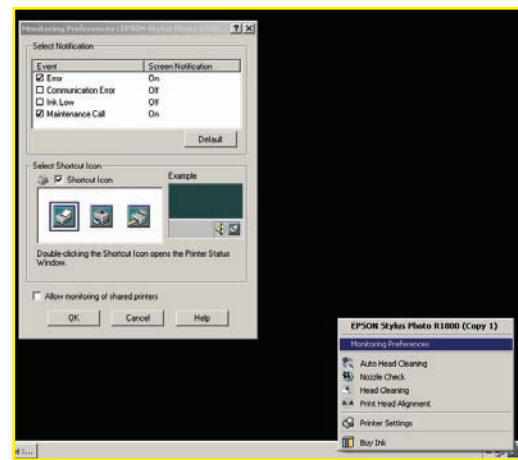 Monitoring Preferences : EPSON Stylus Photo R180...
Select Notification
Event Screen Notification
Error On
Communication Error Off
Ink Low Off
Maintenance Call On
Default
Select Shortcut Icon
Shortcut Icon
Example
Double-clicking the Shortcut Icon opens the Printer Status
Window.
Allow monitoring of shared printers
OK Cancel Help
EPSON Stylus Photo R1800 (Copy 1)
Monitoring Preferences
Auto Head Cleaning
Nozzle Check
Head Cleaning
Print Head Alignment
Printer Settings
Buy Ink